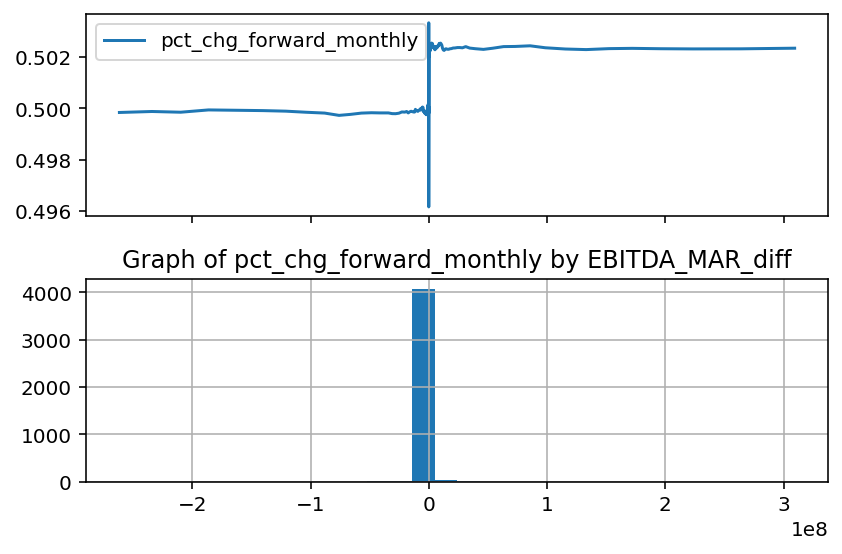 pct_chg_forward_monthly
0.502
0.500
0.498
0.496
Graph of pct_chg_forward_monthly by EBITDA_MAR_diff
4000
3000
2000
1000
0
−2 −1 0 1 2 3
1e8